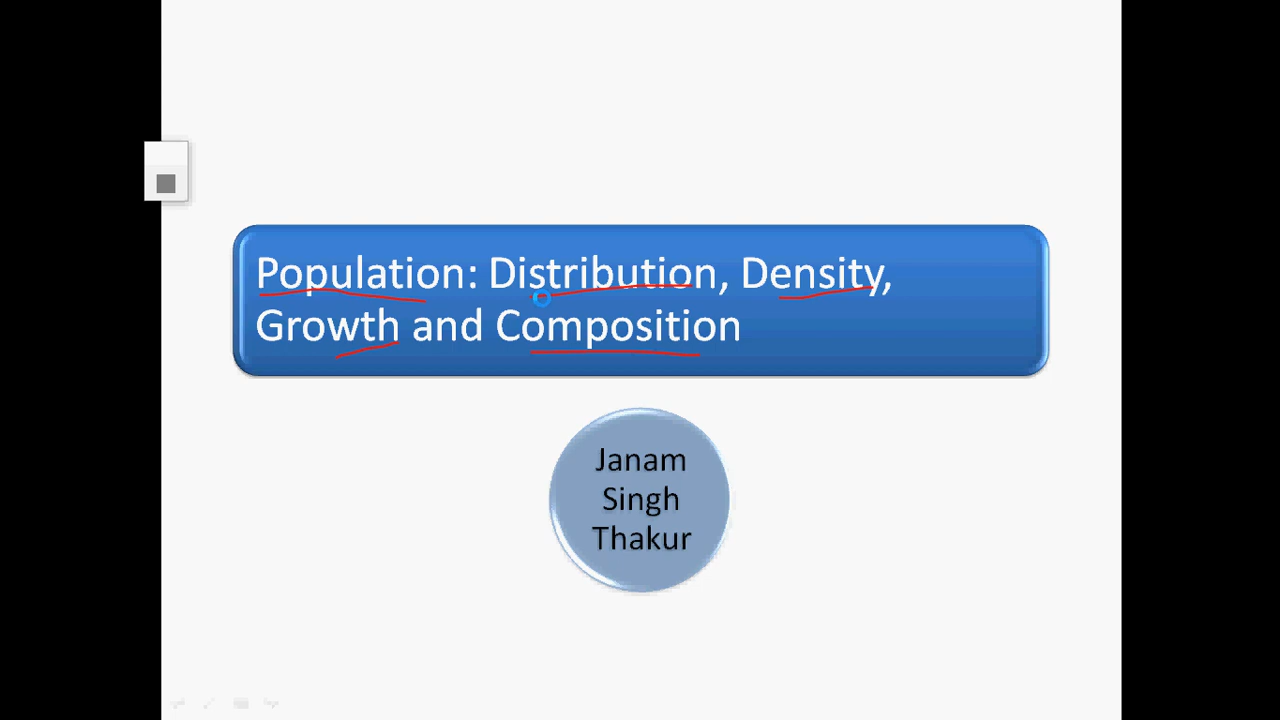 Population: Distribution, Density,
Growth and Composition
Janam
Singh
Thakur